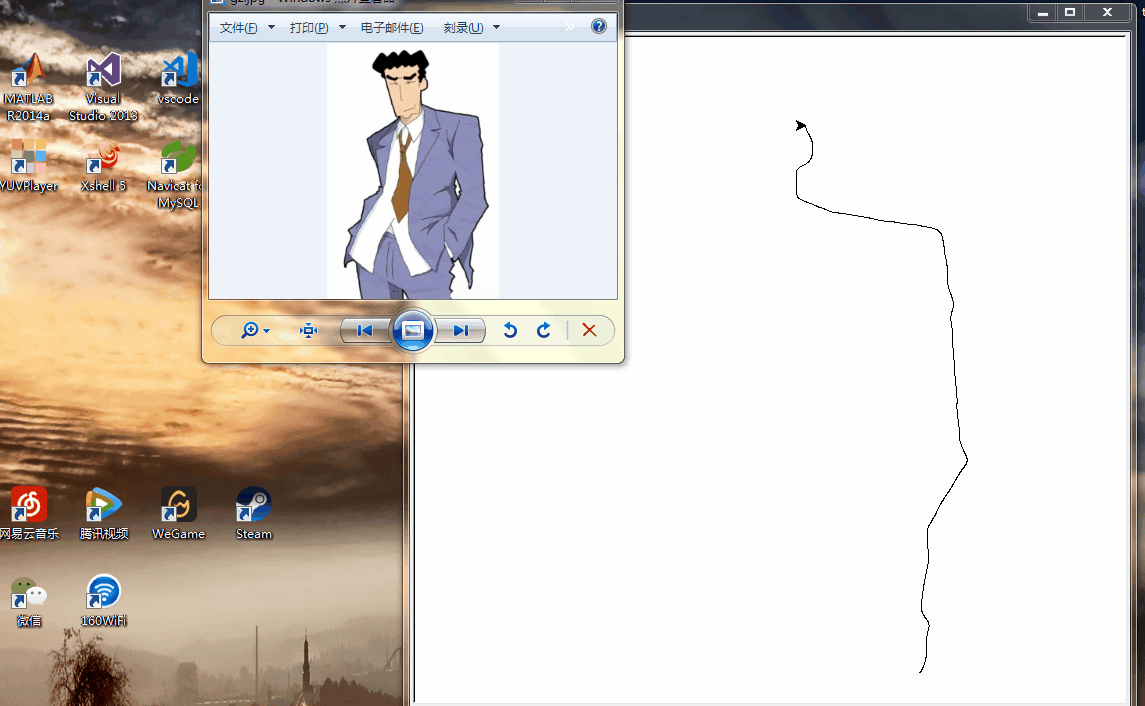 文件(F) 打印(P) 电子邮件(E) 刻录(U)
MATLAB
R2014a
Visual
Studio 2013
vscode
YUVPlayer
Xshell 5
Navicat fo
MySQL
网易云音乐
腾讯视频
WeGame
Steam
微信
160WiFi